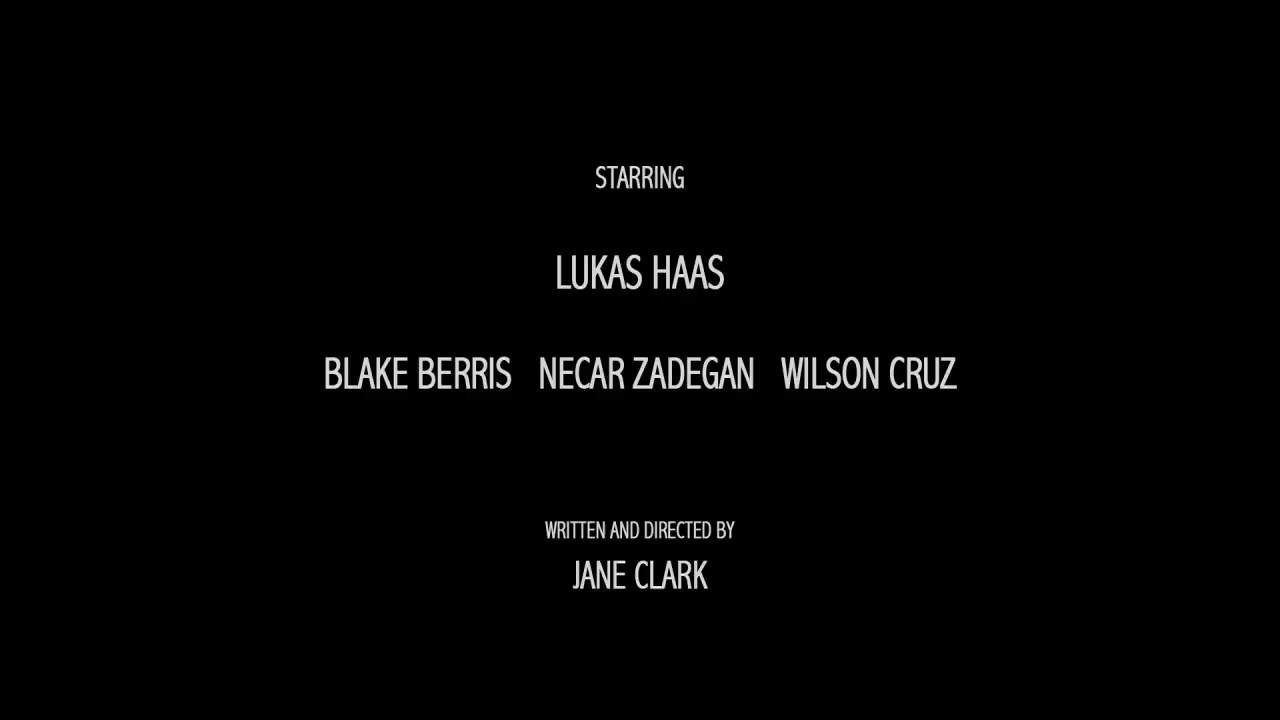 STARRING
LUKAS HAAS
BLAKE BERRIS NECAR ZADEGAN WILSON CRUZ
WRITTEN AND DIRECTED BY
JANE CLARK